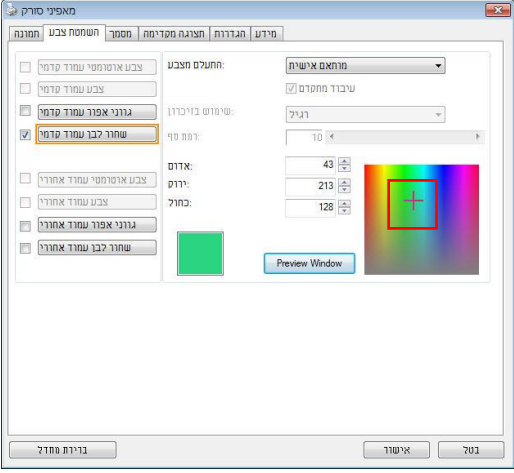 מאפיני סורק
תמונה השמטת צבע מסמך תצוגה מקדימה הגדרות מידע
צבע אוטומטי עמוד קדמי
צבע עמוד קדמי
גווני אפור עמוד קדמי
שחור לבן עמוד קדמי
צבע אוטומטי עמוד אחורי
צבע עמוד אחורי
גווני אפור עמוד אחורי
שחור לבן עמוד אחורי
התעלם מצבע: מותאם אישית
עיבוד מתקדם
שימוש בזיכרון: רגיל
רמת סף: 10
אדום: 43
ירוק: 213
כחול: 128
Preview Window
ברירת מחדל אישור בטל